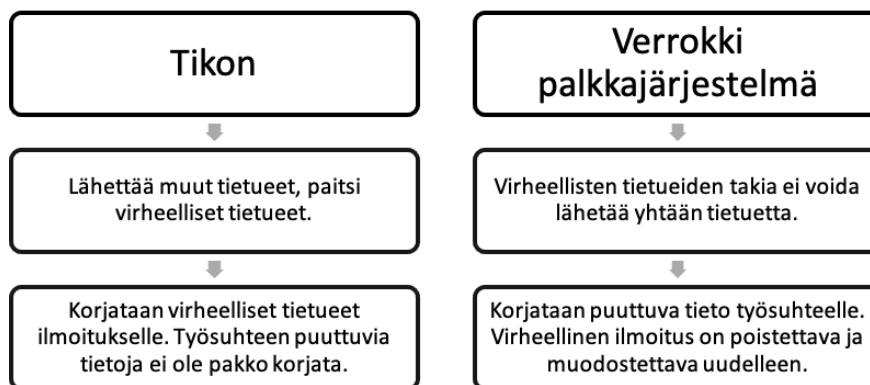 Tikon
Lähettää muut tietueet, paitsi
virheelliset tietueet.
Korjataan virheelliset tietueet
ilmoitukselle. Työsuhteen puuttuvia
tietoja ei ole pakko korjata.
Verrokki
palkkajärjestelmä
Virheellisten tietueiden takia ei voida
lähetää yhtään tietuetta.
Korjataan puuttuva tieto työsuhteelle.
Virheellinen ilmoitus on poistettava ja
muodostettava uudelleen.